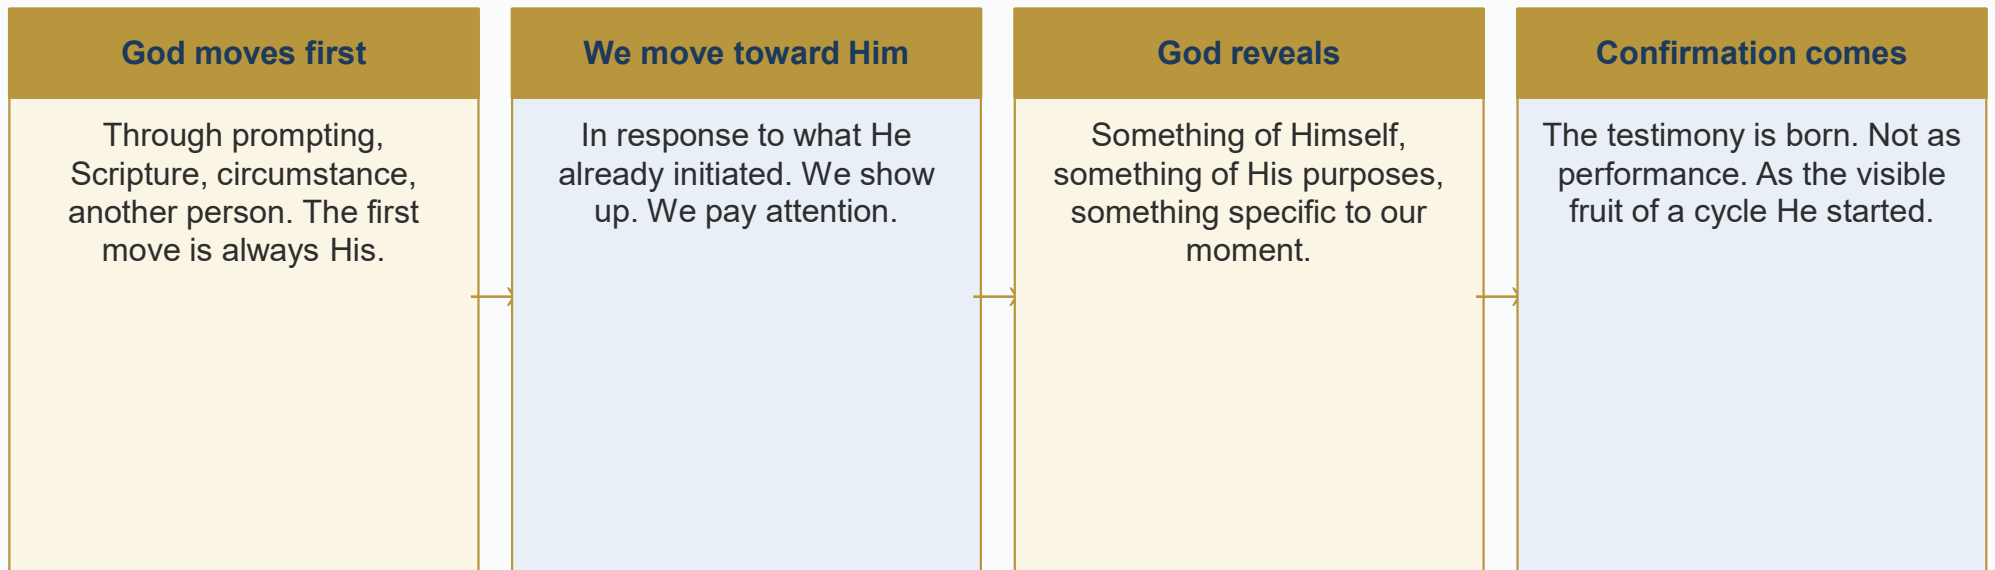 God moves first
Through prompting,
Scripture, circumstance,
another person. The first
move is always His.
We move toward Him
In response to what He
already initiated. We show
up. We pay attention.
God reveals
Something of Himself,
something of His purposes,
something specific to our
moment.
Confirmation comes
The testimony is born. Not as
performance. As the visible
fruit of a cycle He started.